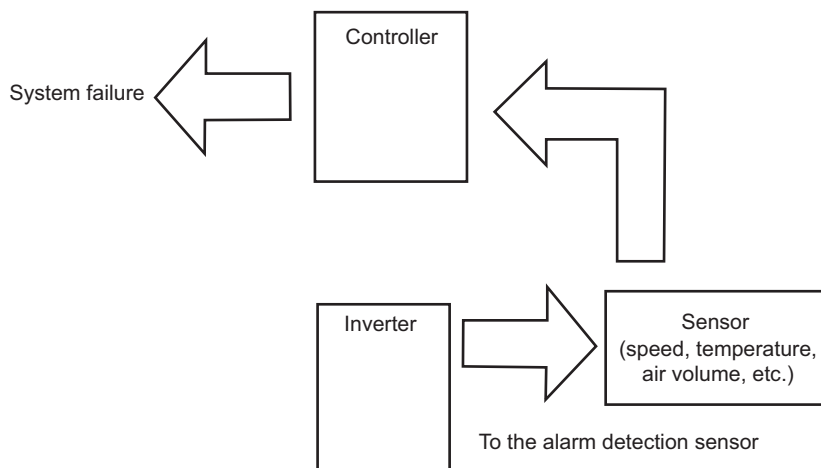 Controller
System failure
Inverter
Sensor
(speed, temperature,
air volume, etc.)
To the alarm detection sensor